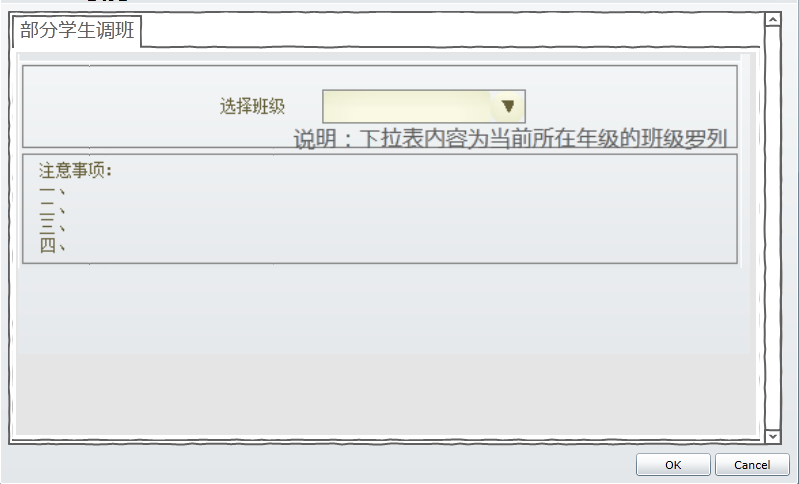 部分学生调班
选择班级
说明：下拉表内容为当前所在年级的班级罗列
注意事项:
一、
二、
三、
四、
OK Cancel